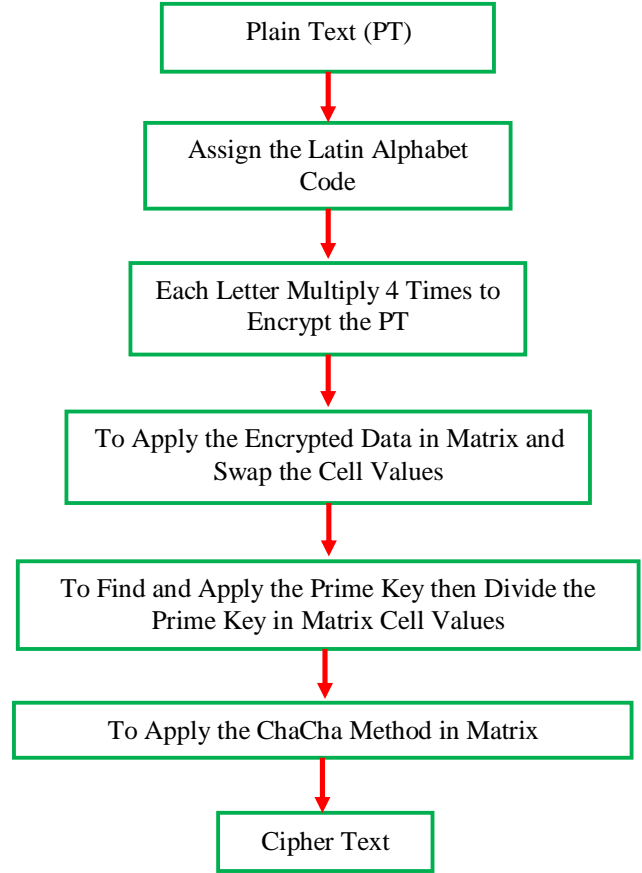 Plain Text (PT)
Assign the Latin Alphabet
Code
Each Letter Multiply 4 Times to
Encrypt the PT
To Apply the Encrypted Data in Matrix and
Swap the Cell Values
To Find and Apply the Prime Key then Divide the
Prime Key in Matrix Cell Values
To Apply the ChaCha Method in Matrix
Cipher Text